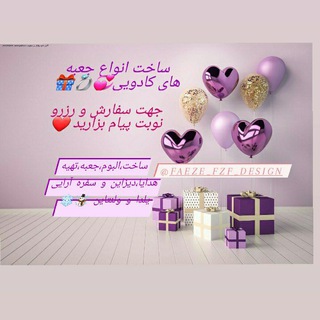 ساخت انواع جعبه
های کادویی💕💍🎁
جهت سفارش و رزرو
نوبت پیام بزارید❤️
@FAEZE_FZF_DESIGN
ساخت,البوم,جعبه,تهیه
هدایا,دیزاین و سفره آرایی
یلدا و ولنتاین ☃️❄️